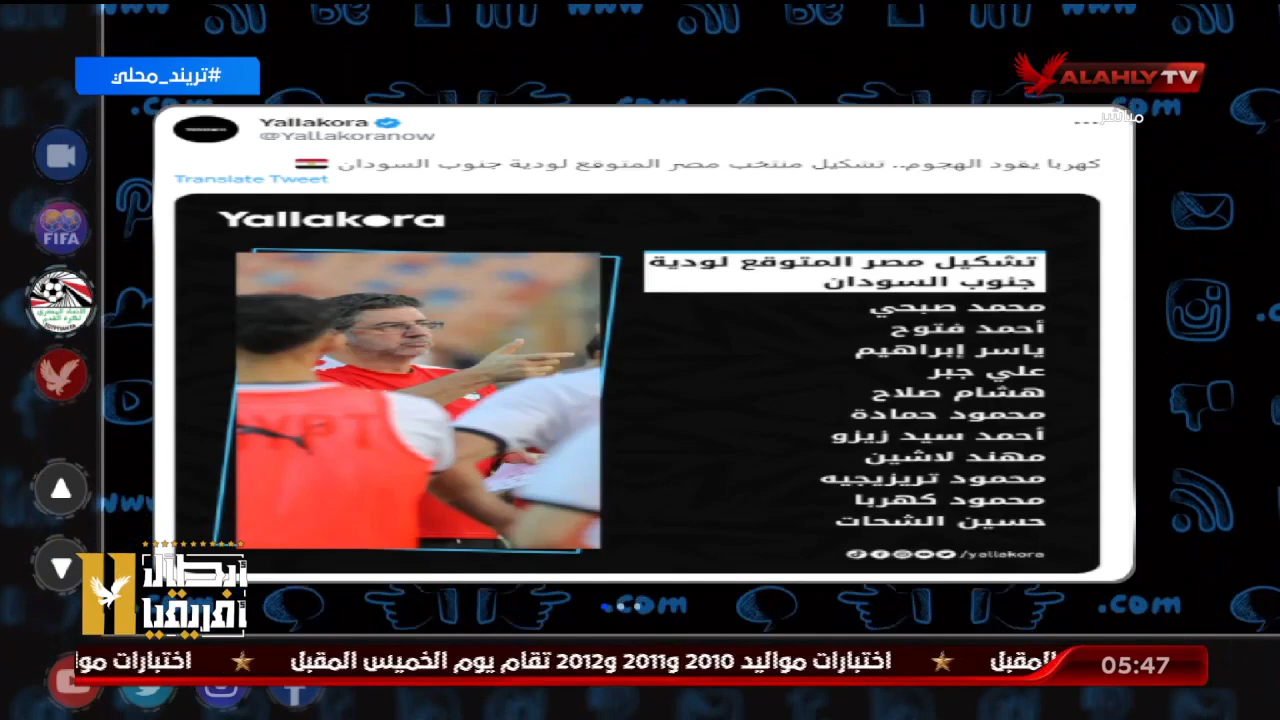 #تريند_محلي
ALAHLY TV
مباشر
Yallakora
@Yallakoranow
كهربا يقود الهجوم.. تشكيل منتخب مصر المتوقع لودية جنوب السودان
Translate Tweet
Yallakora
تشكيل مصر المتوقع لودية
جنوب السودان
محمد صبحي
أحمد فتوح
ياسر إبراهيم
علي جبر
هشام صلاح
محمود حمادة
أحمد سيد زيزو
مهند لاشين
محمود تريزيجيه
محمود كهربا
حسين الشحات
/yallakora
FIFA
أبطال
أفريقيا
المقبل ★ اختبارات مواليد 2010 و2011 و2012 تقام يوم الخميس المقبل ★ اختبارات موا
05:47